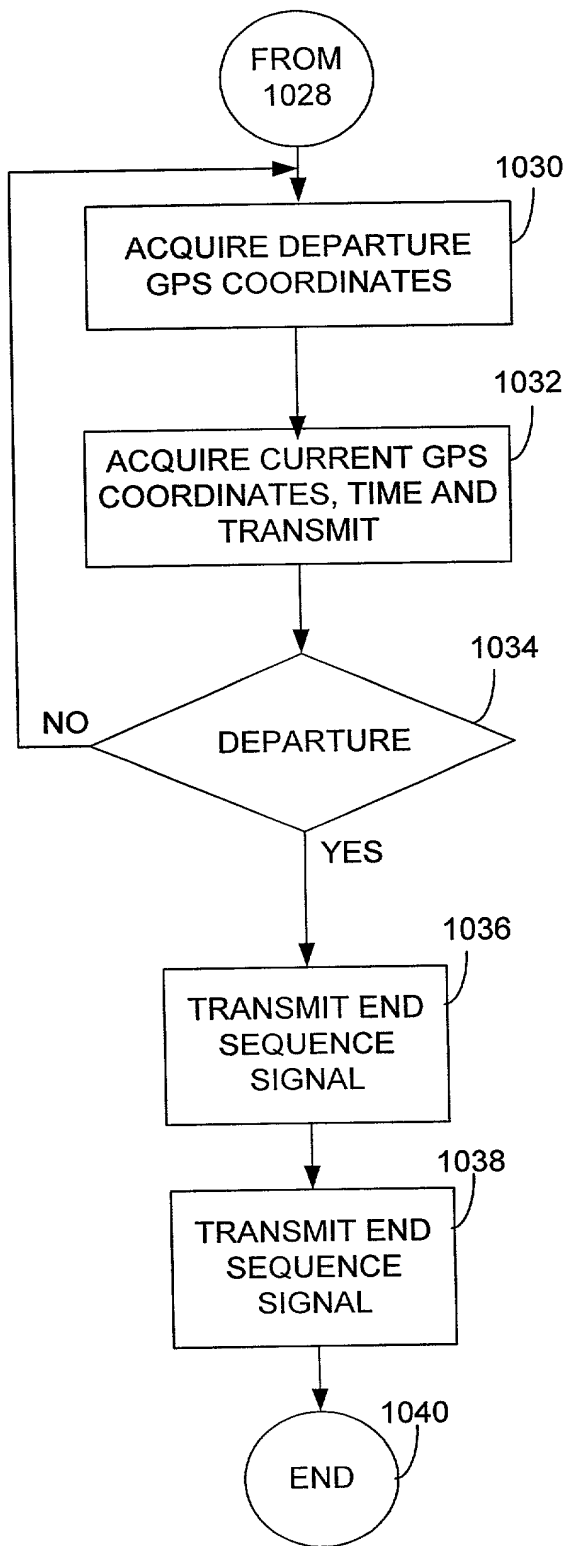 FROM
1028
1030
ACQUIRE DEPARTURE
GPS COORDINATES
1032
ACQUIRE CURRENT GPS
COORDINATES, TIME AND
TRANSMIT
1034
NO
DEPARTURE
YES
1036
TRANSMIT END
SEQUENCE
SIGNAL
1038
TRANSMIT END
SEQUENCE
SIGNAL
1040
END